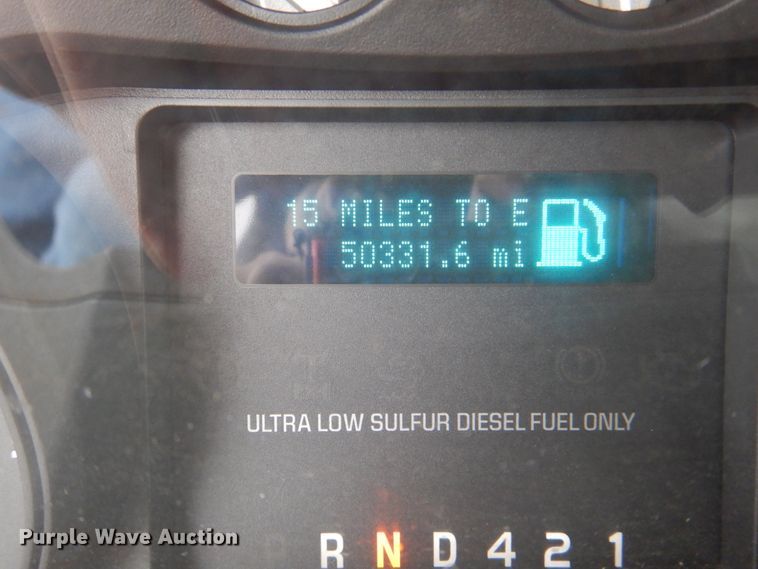 15 MILES TO E
50331.6 mi
ULTRA LOW SULFUR DIESEL FUEL ONLY
R N D 4 2 1
Purple Wave Auction